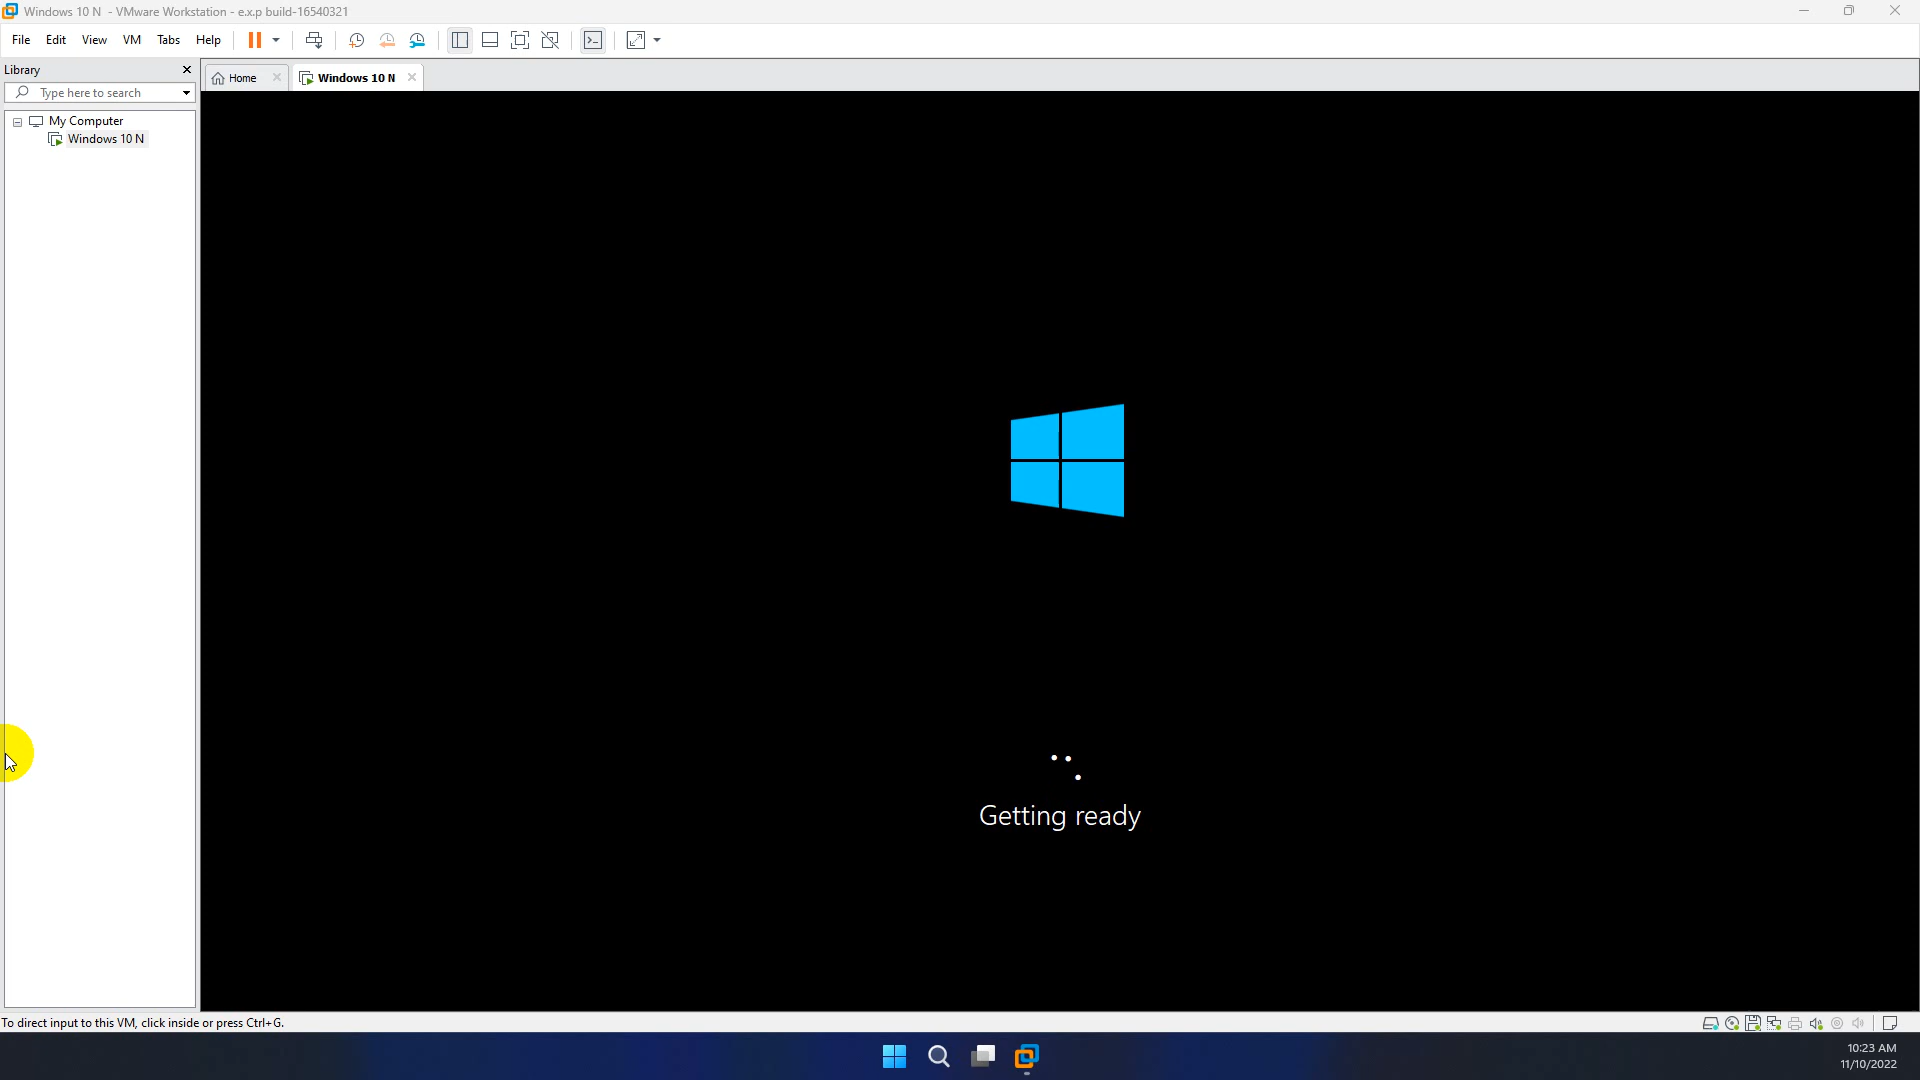 Windows 10 N - VMware Workstation - e.x.p build-16540321
File Edit View VM Tabs Help
Library
Home
Windows 10 N
Type here to search
My Computer
Windows 10 N
Getting ready
To direct input to this VM, click inside or press Ctrl+G.
10:23 AM
11/10/2022